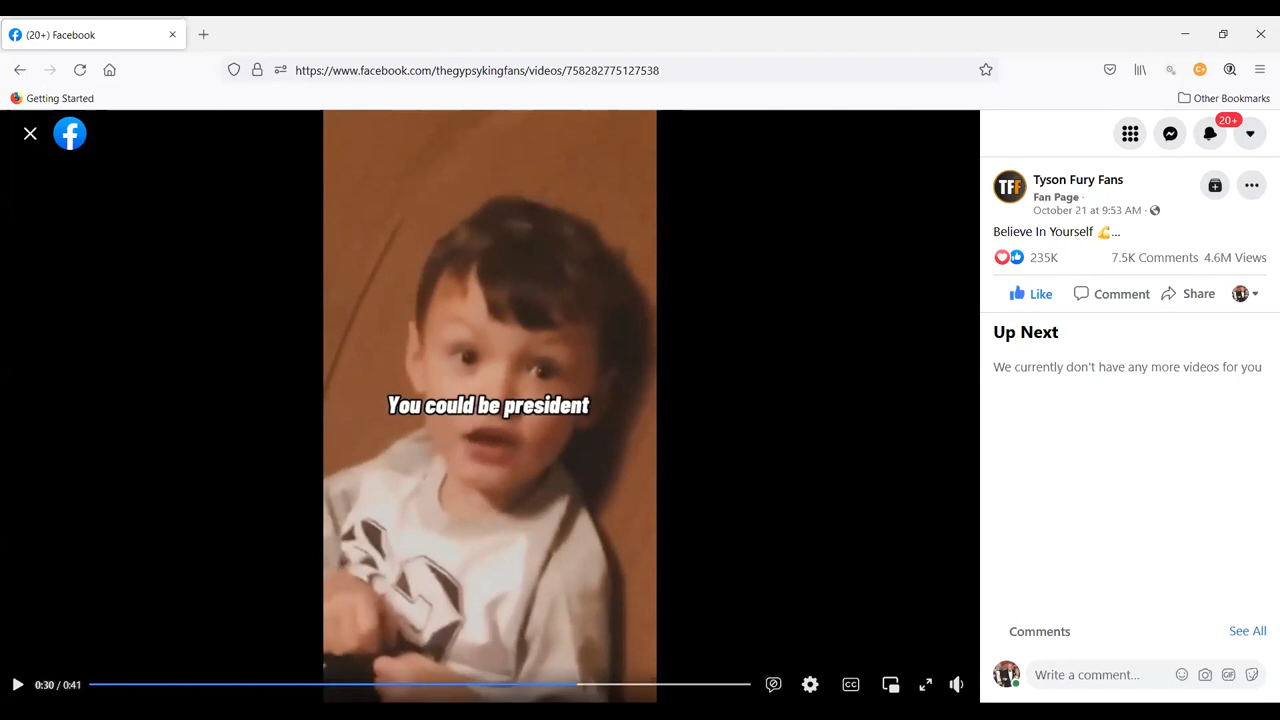 (20+) Facebook
https://www.facebook.com/thegypsykingfans/videos/758282775127538
Getting Started
Other Bookmarks
20+
TFF
Tyson Fury Fans
Fan Page ·
October 21 at 9:53 AM ·
Believe In Yourself 💪...
235K
7.5K Comments 4.6M Views
Like
Comment
Share
Up Next
We currently don't have any more videos for you
You could be president
Comments
See All
Write a comment...
GIF
0:30 / 0:41
CC